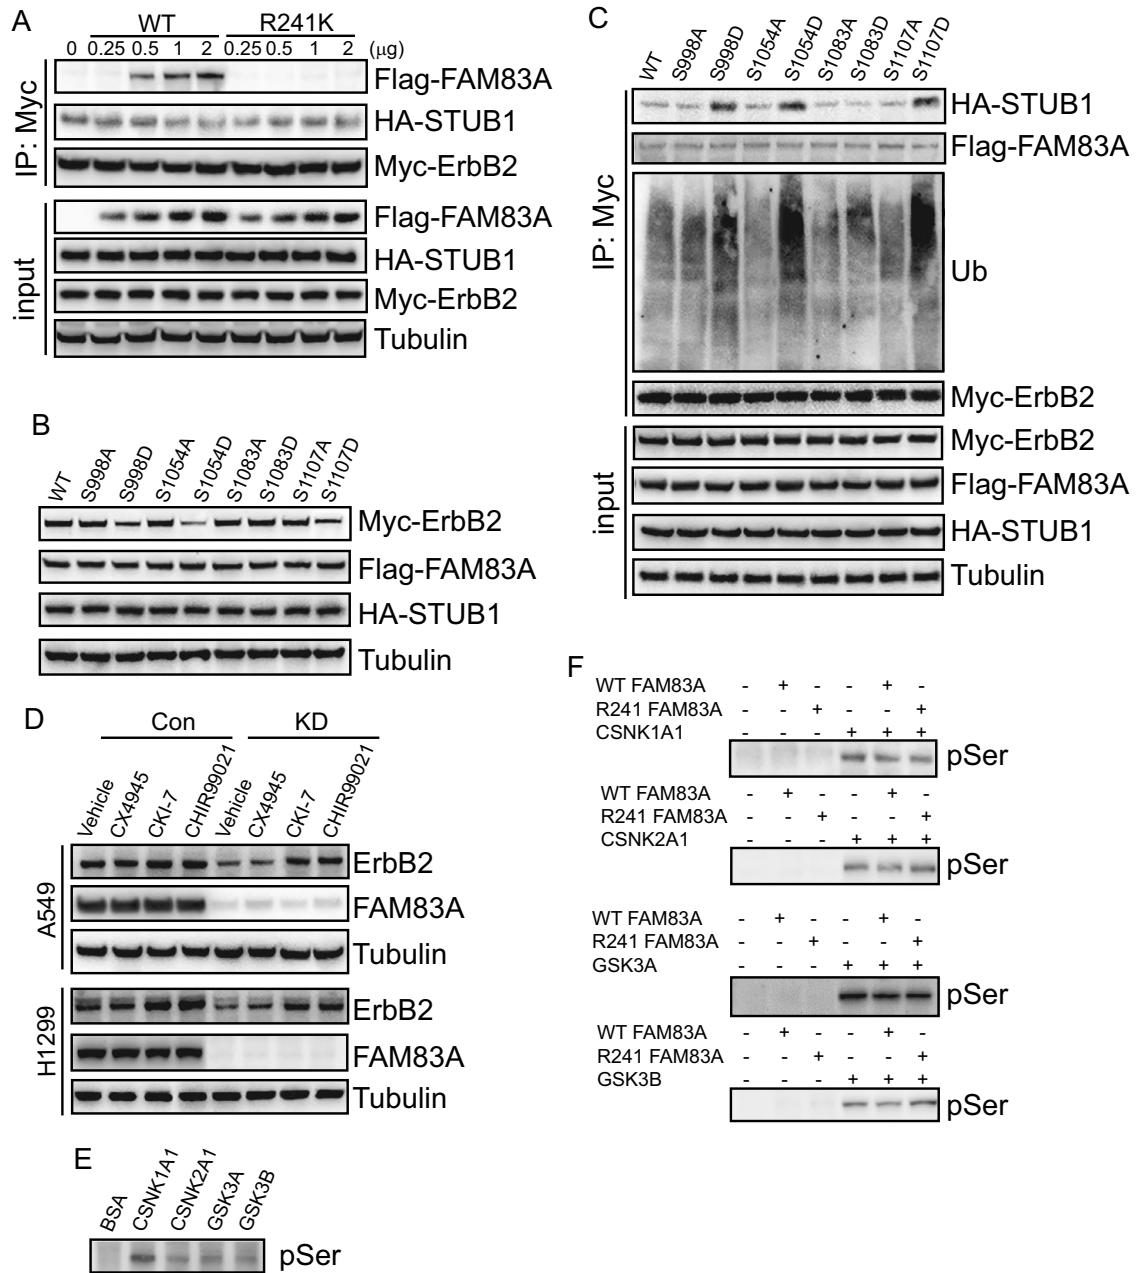 A
WT R241K
0 0.25 0.5 1 2 0.25 0.5 1 2 (μg)
IP: Myc
Flag-FAM83A
HA-STUB1
Myc-ErbB2
input
Flag-FAM83A
HA-STUB1
Myc-ErbB2
Tubulin
B
WT S998A S998D S1054A S1054D S1083A S1083D S1107A S1107D
Myc-ErbB2
Flag-FAM83A
HA-STUB1
Tubulin
C
WT S998A S998D S1054A S1054D S1083A S1083D S1107A S1107D
IP: Myc
HA-STUB1
Flag-FAM83A
Ub
Myc-ErbB2
input
Myc-ErbB2
Flag-FAM83A
HA-STUB1
Tubulin
D
Con KD
Vehicle CX4945 CKI-7 CHIR99021 Vehicle CX4945 CKI-7 CHIR99021
A549
ErbB2
FAM83A
Tubulin
H1299
ErbB2
FAM83A
Tubulin
E
BSA CSNK1A1 CSNK2A1 GSK3A GSK3B
pSer
F
WT FAM83A - + - - + -
R241 FAM83A - - + - - +
CSNK1A1 - - - + + +
pSer
WT FAM83A - + - - + -
R241 FAM83A - - + - - +
CSNK2A1 - - - + + +
pSer
WT FAM83A - + - - + -
R241 FAM83A - - + - - +
GSK3A - - - + + +
pSer
WT FAM83A - + - - + -
R241 FAM83A - - + - - +
GSK3B - - - + + +
pSer